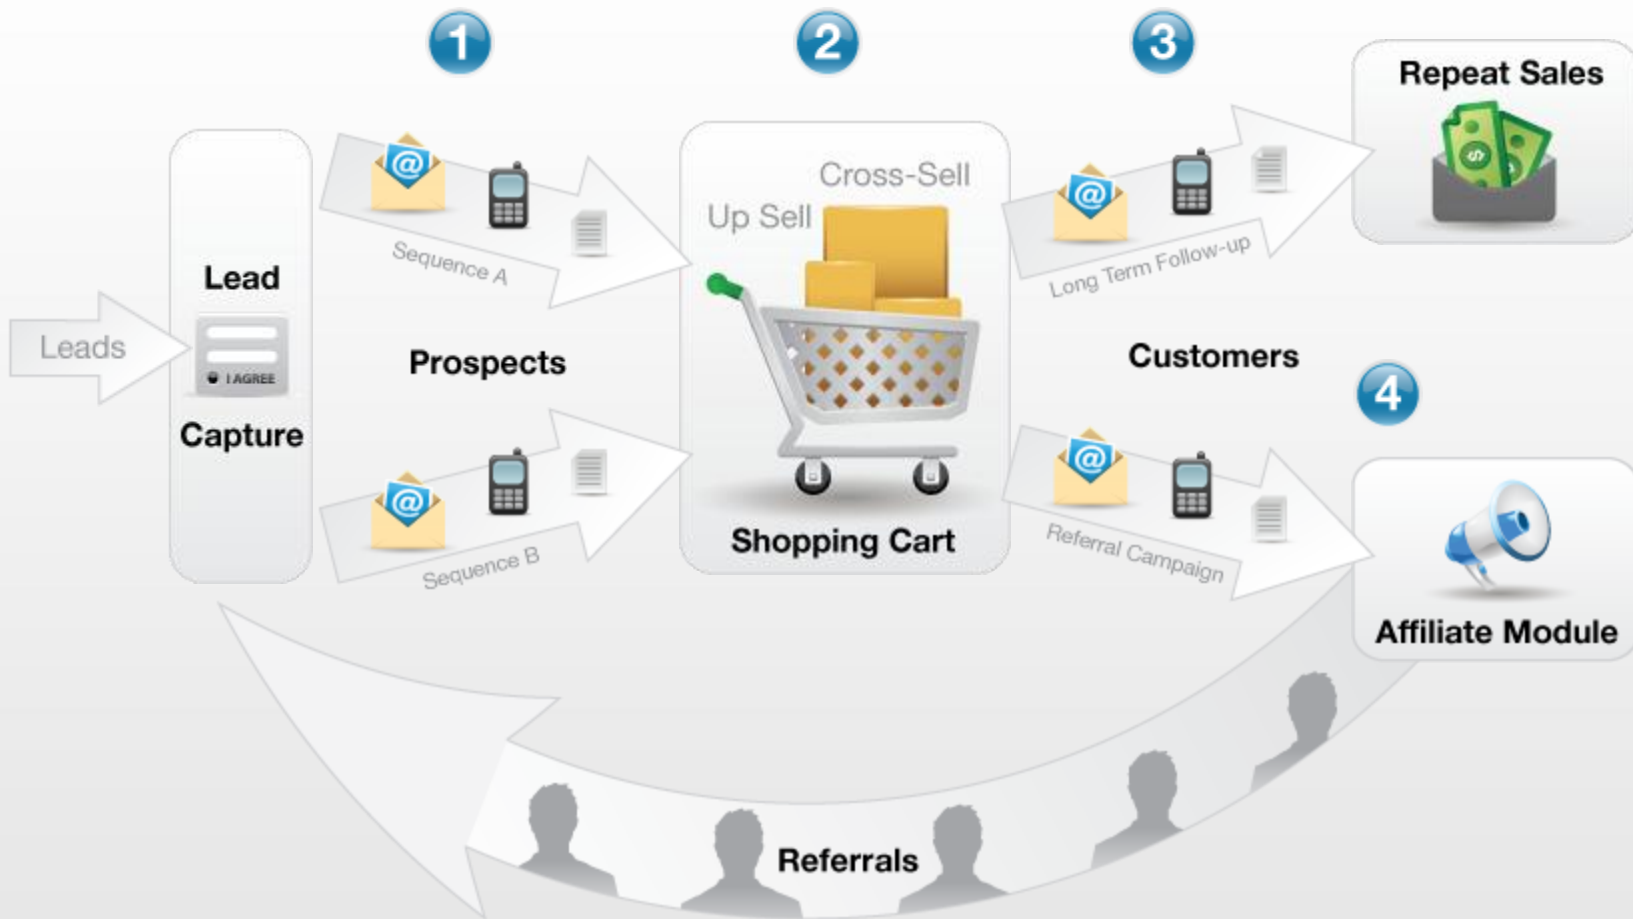 1
2
3
Repeat Sales
Cross-Sell
Up Sell
@
Sequence A
@
Long Term Follow-up
Lead
I AGREE
Capture
Leads
Prospects
Customers
4
@
Sequence B
Shopping Cart
@
Referral Campaign
Affiliate Module
Referrals